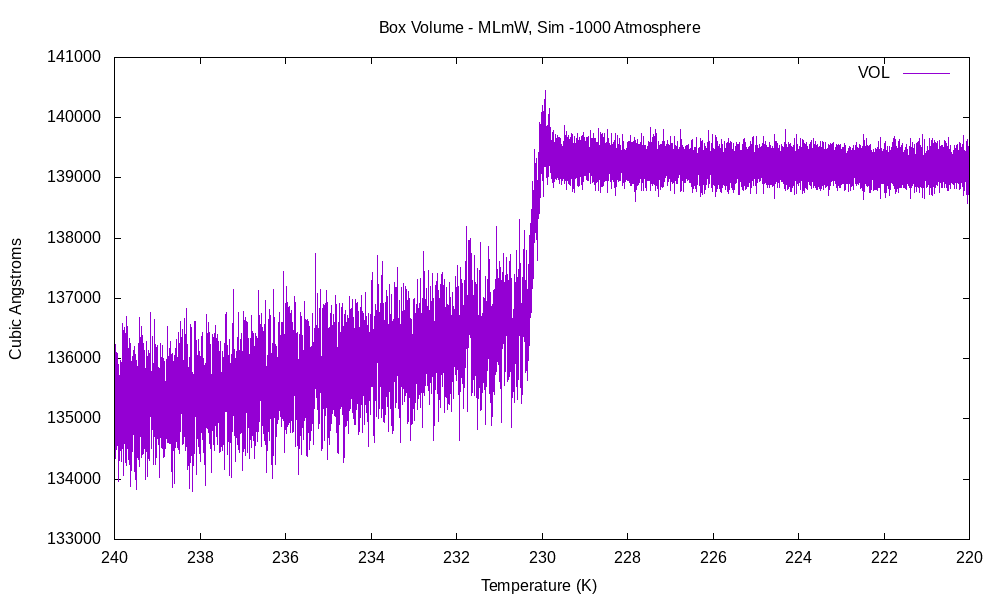 Box Volume - MLmW, Sim -1000 Atmosphere
VOL
141000
140000
139000
138000
137000
136000
135000
134000
133000
Cubic Angstroms
240 238 236 234 232 230 228 226 224 222 220
Temperature (K)